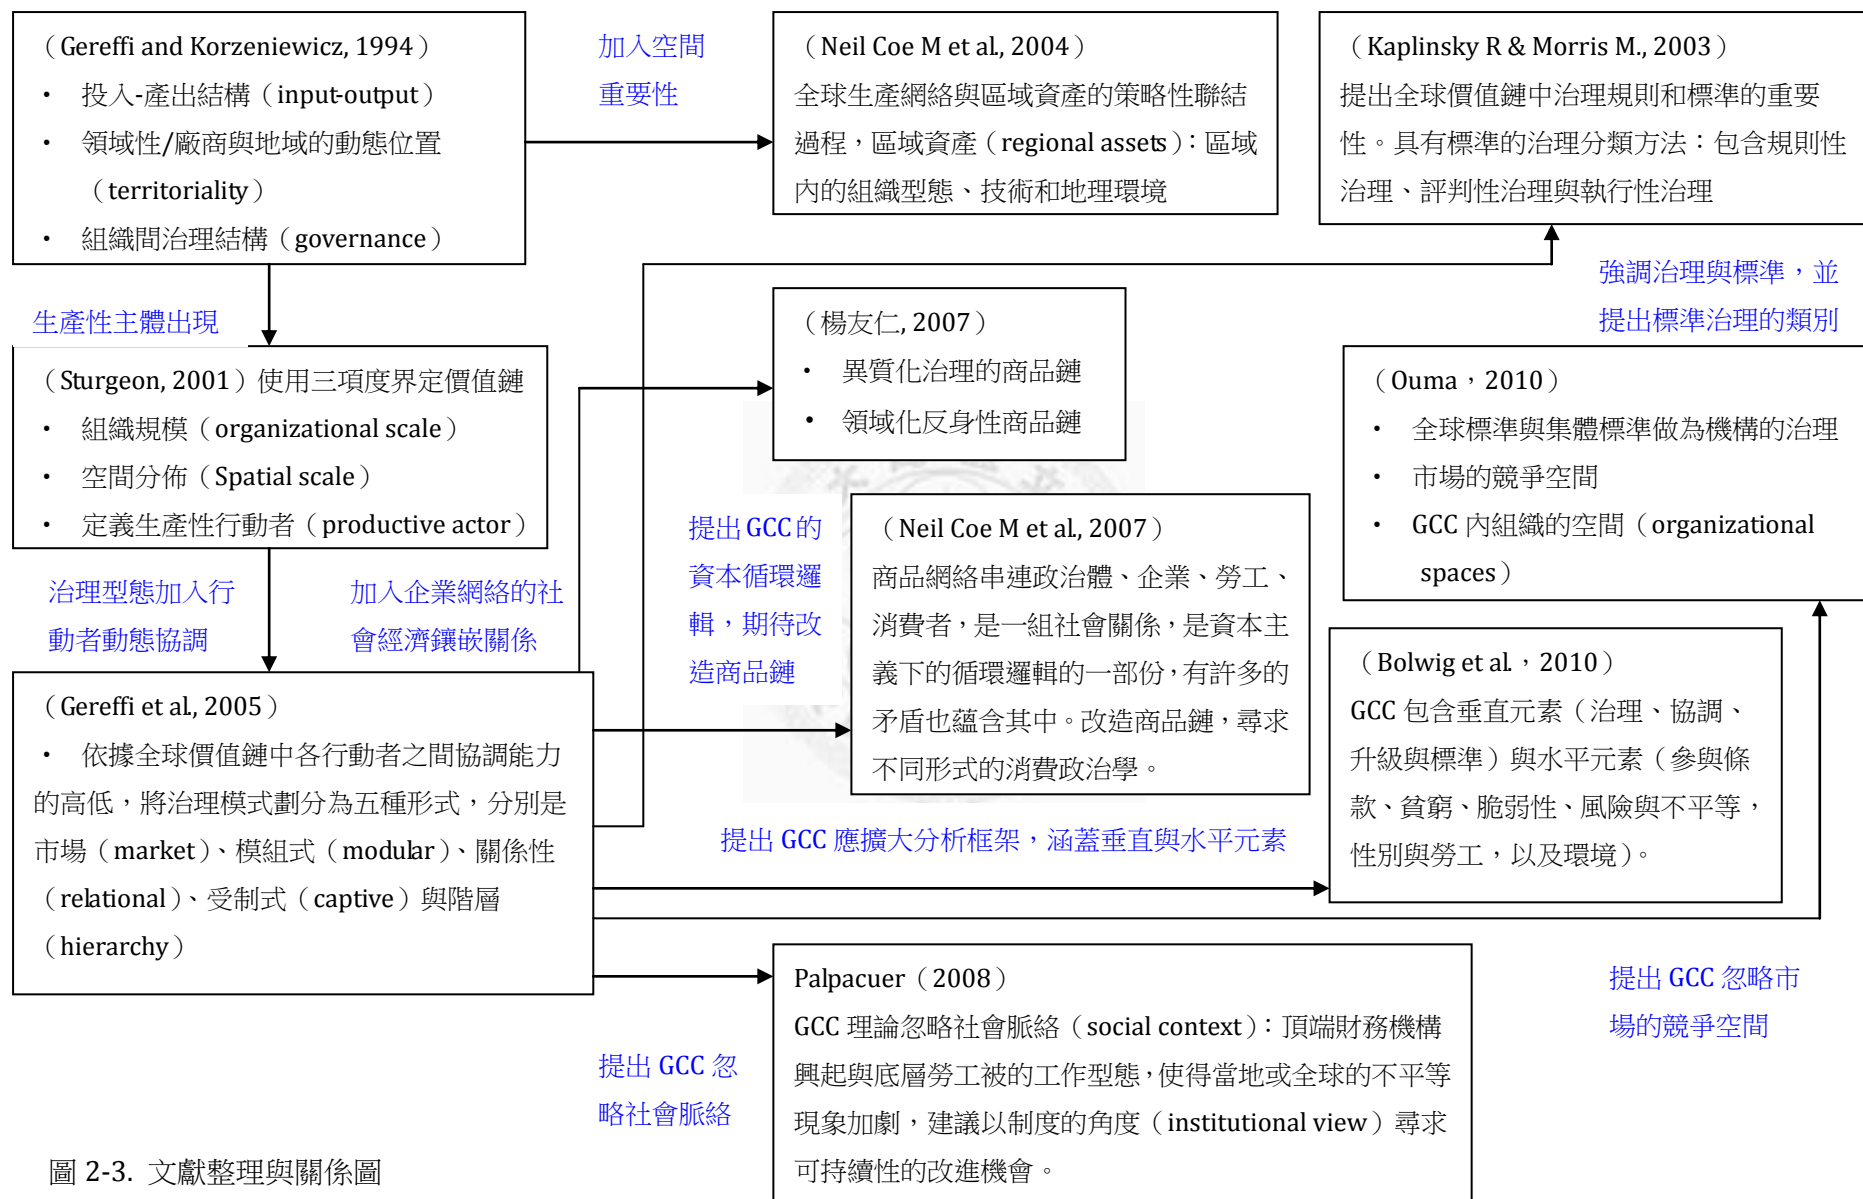 （Gereffi and Korzeniewicz, 1994）
• 投入-產出結構（input-output）
• 領域性/廠商與地域的動態位置
（territoriality）
• 組織間治理結構（governance）
加入空間
重要性
（Neil Coe M et al., 2004）
全球生產網絡與區域資產的策略性聯結
過程，區域資產（regional assets）：區域
內的組織型態、技術和地理環境
（Kaplinsky R & Morris M., 2003）
提出全球價值鏈中治理規則和標準的重要
性。具有標準的治理分類方法：包含規則性
治理、評判性治理與執行性治理
強調治理與標準，並
提出標準治理的類別
生產性主體出現
（Sturgeon, 2001）使用三項度界定價值鏈
• 組織規模（organizational scale）
• 空間分佈（Spatial scale）
• 定義生產性行動者（productive actor）
（楊友仁, 2007）
• 異質化治理的商品鏈
• 領域化反身性商品鏈
（Ouma，2010）
• 全球標準與集體標準做為機構的治理
• 市場的競爭空間
• GCC 內組織的空間（organizational
spaces）
治理型態加入行
動者動態協調
加入企業網絡的社
會經濟鑲嵌關係
提出 GCC 的
資本循環邏
輯，期待改
造商品鏈
（Neil Coe M et al., 2007）
商品網絡串連政治體、企業、勞工、
消費者，是一組社會關係，是資本主
義下的循環邏輯的一部份，有許多的
矛盾也蘊含其中。改造商品鏈，尋求
不同形式的消費政治學。
（Bolwig et al.，2010）
GCC 包含垂直元素（治理、協調、
升級與標準）與水平元素（參與條
款、貧窮、脆弱性、風險與不平等，
性別與勞工，以及環境）。
（Gereffi et al., 2005）
• 依據全球價值鏈中各行動者之間協調能力
的高低，將治理模式劃分為五種形式，分別是
市場（market）、模組式（modular）、關係性
（relational）、受制式（captive）與階層
（hierarchy）
提出 GCC 應擴大分析框架，涵蓋垂直與水平元素
提出 GCC 忽
略社會脈絡
Palpacuer（2008）
GCC 理論忽略社會脈絡（social context）：頂端財務機構
興起與底層勞工被的工作型態，使得當地或全球的不平等
現象加劇，建議以制度的角度（institutional view）尋求
可持續性的改進機會。
提出 GCC 忽略市
場的競爭空間
圖 2-3. 文獻整理與關係圖